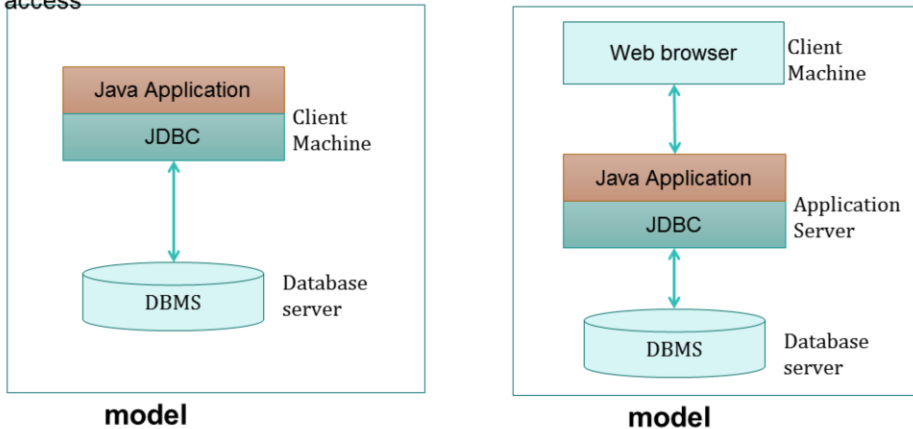 access
Java Application
JDBC
Client
Machine
DBMS
Database
server
model
Web browser
Client
Machine
Java Application
JDBC
Application
Server
DBMS
Database
server
model